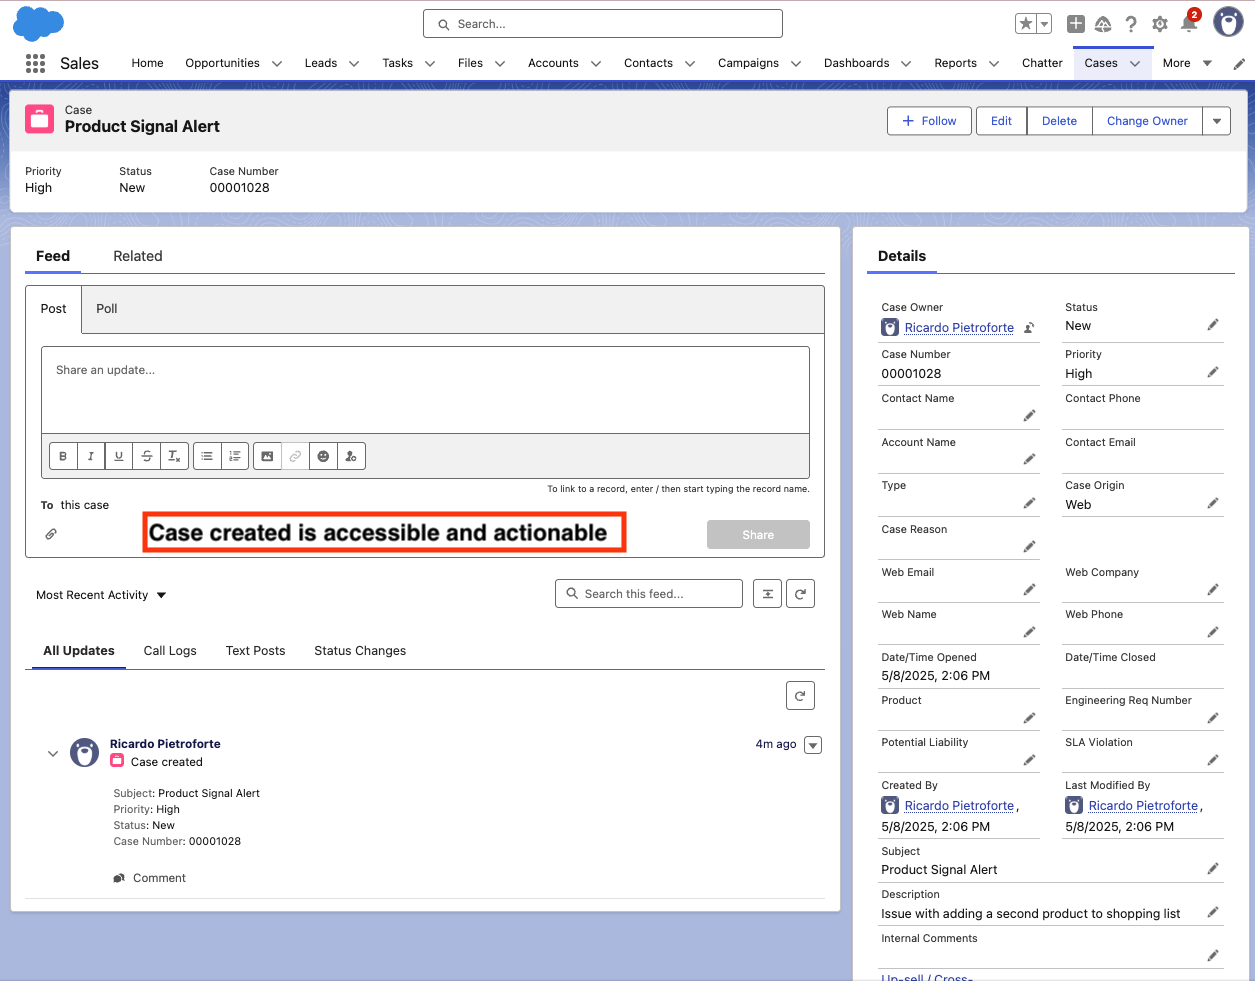 Search...
2
Sales
Home
Opportunities
Leads
Tasks
Files
Accounts
Contacts
Campaigns
Dashboards
Reports
Chatter
Cases
More
Case
Product Signal Alert
+ Follow
Edit
Delete
Change Owner
Priority
High
Status
New
Case Number
00001028
Feed
Related
Post
Poll
Share an update...
B
I
U
S
Tx
To link to a record, enter / then start typing the record name.
To this case
Case created is accessible and actionable
Share
Most Recent Activity
Search this feed...
All Updates
Call Logs
Text Posts
Status Changes
Ricardo Pietroforte
4m ago
Case created
Subject: Product Signal Alert
Priority: High
Status: New
Case Number: 00001028
Comment
Details
Case Owner
Ricardo Pietroforte
Status
New
Case Number
00001028
Priority
High
Contact Name
Contact Phone
Account Name
Contact Email
Type
Case Origin
Web
Case Reason
Web Email
Web Company
Web Name
Web Phone
Date/Time Opened
5/8/2025, 2:06 PM
Date/Time Closed
Product
Engineering Req Number
Potential Liability
SLA Violation
Created By
Ricardo Pietroforte,
5/8/2025, 2:06 PM
Last Modified By
Ricardo Pietroforte,
5/8/2025, 2:06 PM
Subject
Product Signal Alert
Description
Issue with adding a second product to shopping list
Internal Comments
Up-sell / Cross-